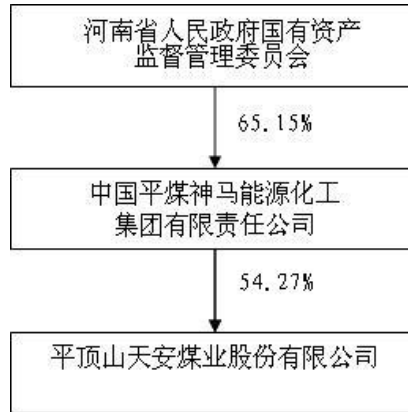 河南省人民政府国有资产
监督管理委员会
65.15%
中国平煤神马能源化工
集团有限责任公司
54.27%
平顶山天安煤业股份有限公司